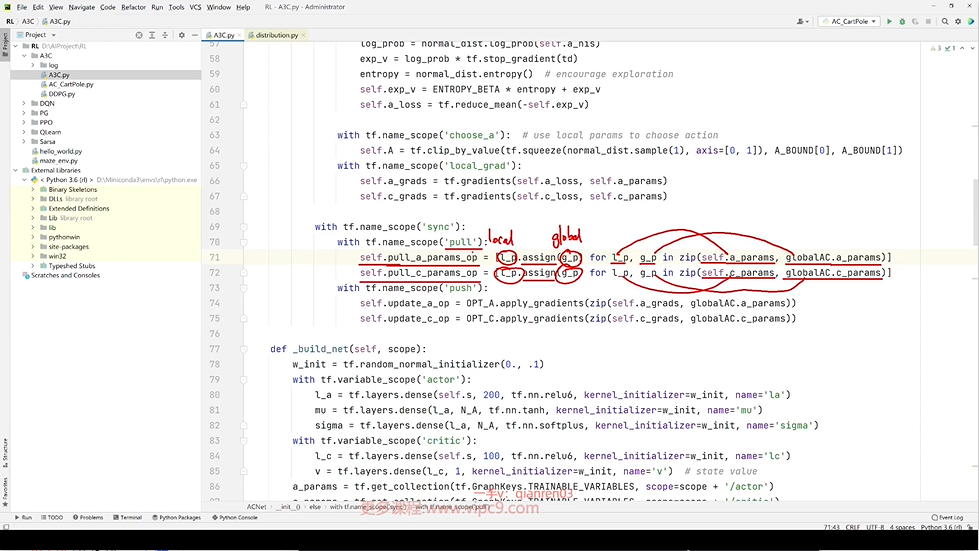 File Edit View Navigate Code Refactor Run Tools VCS Window Help RL - A3C.py - Administrator
RL A3C A3C.py AC_CartPole
Project A3C.py distribution.py
RL D:\AIProject\RL
A3C
log
A3C.py
AC_CartPole.py
DDPG.py
DQN
PG
PPO
QLearn
Sarsa
hello_world.py
maze_env.py
External Libraries
< Python 3.6 (rl) > D:\Miniconda3\envs\rl\python.exe
Binary Skeletons
DLLs library root
Extended Definitions
Lib library root
lib
pythonwin
site-packages
win32
Typeshed Stubs
Scratches and Consoles
3 1
57 log_prob = normal_dist.log_prob(self.a_his)
58 exp_v = log_prob * tf.stop_gradient(td)
59 entropy = normal_dist.entropy() # encourage exploration
60 self.exp_v = ENTROPY_BETA * entropy + exp_v
61 self.a_loss = tf.reduce_mean(-self.exp_v)
62
63 with tf.name_scope('choose_a'): # use local params to choose action
64 self.A = tf.clip_by_value(tf.squeeze(normal_dist.sample(1), axis=[0, 1]), A_BOUND[0], A_BOUND[1])
65 with tf.name_scope('local_grad'):
66 self.a_grads = tf.gradients(self.a_loss, self.a_params)
67 self.c_grads = tf.gradients(self.c_loss, self.c_params)
68
69 with tf.name_scope('sync'):
70 with tf.name_scope('pull'):
local global
71 self.pull_a_params_op = [l_p.assign(g_p) for l_p, g_p in zip(self.a_params, globalAC.a_params)]
72 self.pull_c_params_op = [l_p.assign(g_p) for l_p, g_p in zip(self.c_params, globalAC.c_params)]
73 with tf.name_scope('push'):
74 self.update_a_op = OPT_A.apply_gradients(zip(self.a_grads, globalAC.a_params))
75 self.update_c_op = OPT_C.apply_gradients(zip(self.c_grads, globalAC.c_params))
76
77 def _build_net(self, scope):
78 w_init = tf.random_normal_initializer(0., .1)
79 with tf.variable_scope('actor'):
80 l_a = tf.layers.dense(self.s, 200, tf.nn.relu6, kernel_initializer=w_init, name='la')
81 mu = tf.layers.dense(l_a, N_A, tf.nn.tanh, kernel_initializer=w_init, name='mu')
82 sigma = tf.layers.dense(l_a, N_A, tf.nn.softplus, kernel_initializer=w_init, name='sigma')
83 with tf.variable_scope('critic'):
84 l_c = tf.layers.dense(self.s, 100, tf.nn.relu6, kernel_initializer=w_init, name='lc')
85 v = tf.layers.dense(l_c, 1, kernel_initializer=w_init, name='v') # state value
86 a_params = tf.get_collection(tf.GraphKeys.TRAINABLE_VARIABLES, scope=scope + '/actor')
一手v：qianren03
更多课程:www.vipc9.com
ACNet __init__() else with tf.name_scope('sync') with tf.name_scope('pull')
Project
Structure
Favorites
Run TODO Problems Terminal Python Packages Python Console Event Log
71:43 CRLF UTF-8 4 spaces Python 3.6 (rl)